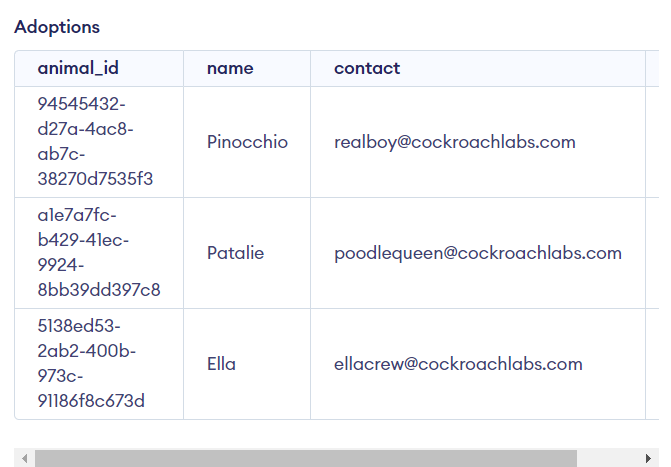 Adoptions
animal_id name contact
94545432-
d27a-4ac8-
ab7c-
38270d7535f3
Pinocchio
realboy@cockroachlabs.com
a1e7a7fc-
b429-41ec-
9924-
8bb39dd397c8
Patalie
poodlequeen@cockroachlabs.com
5138ed53-
2ab2-400b-
973c-
91186f8c673d
Ella
ellacrew@cockroachlabs.com